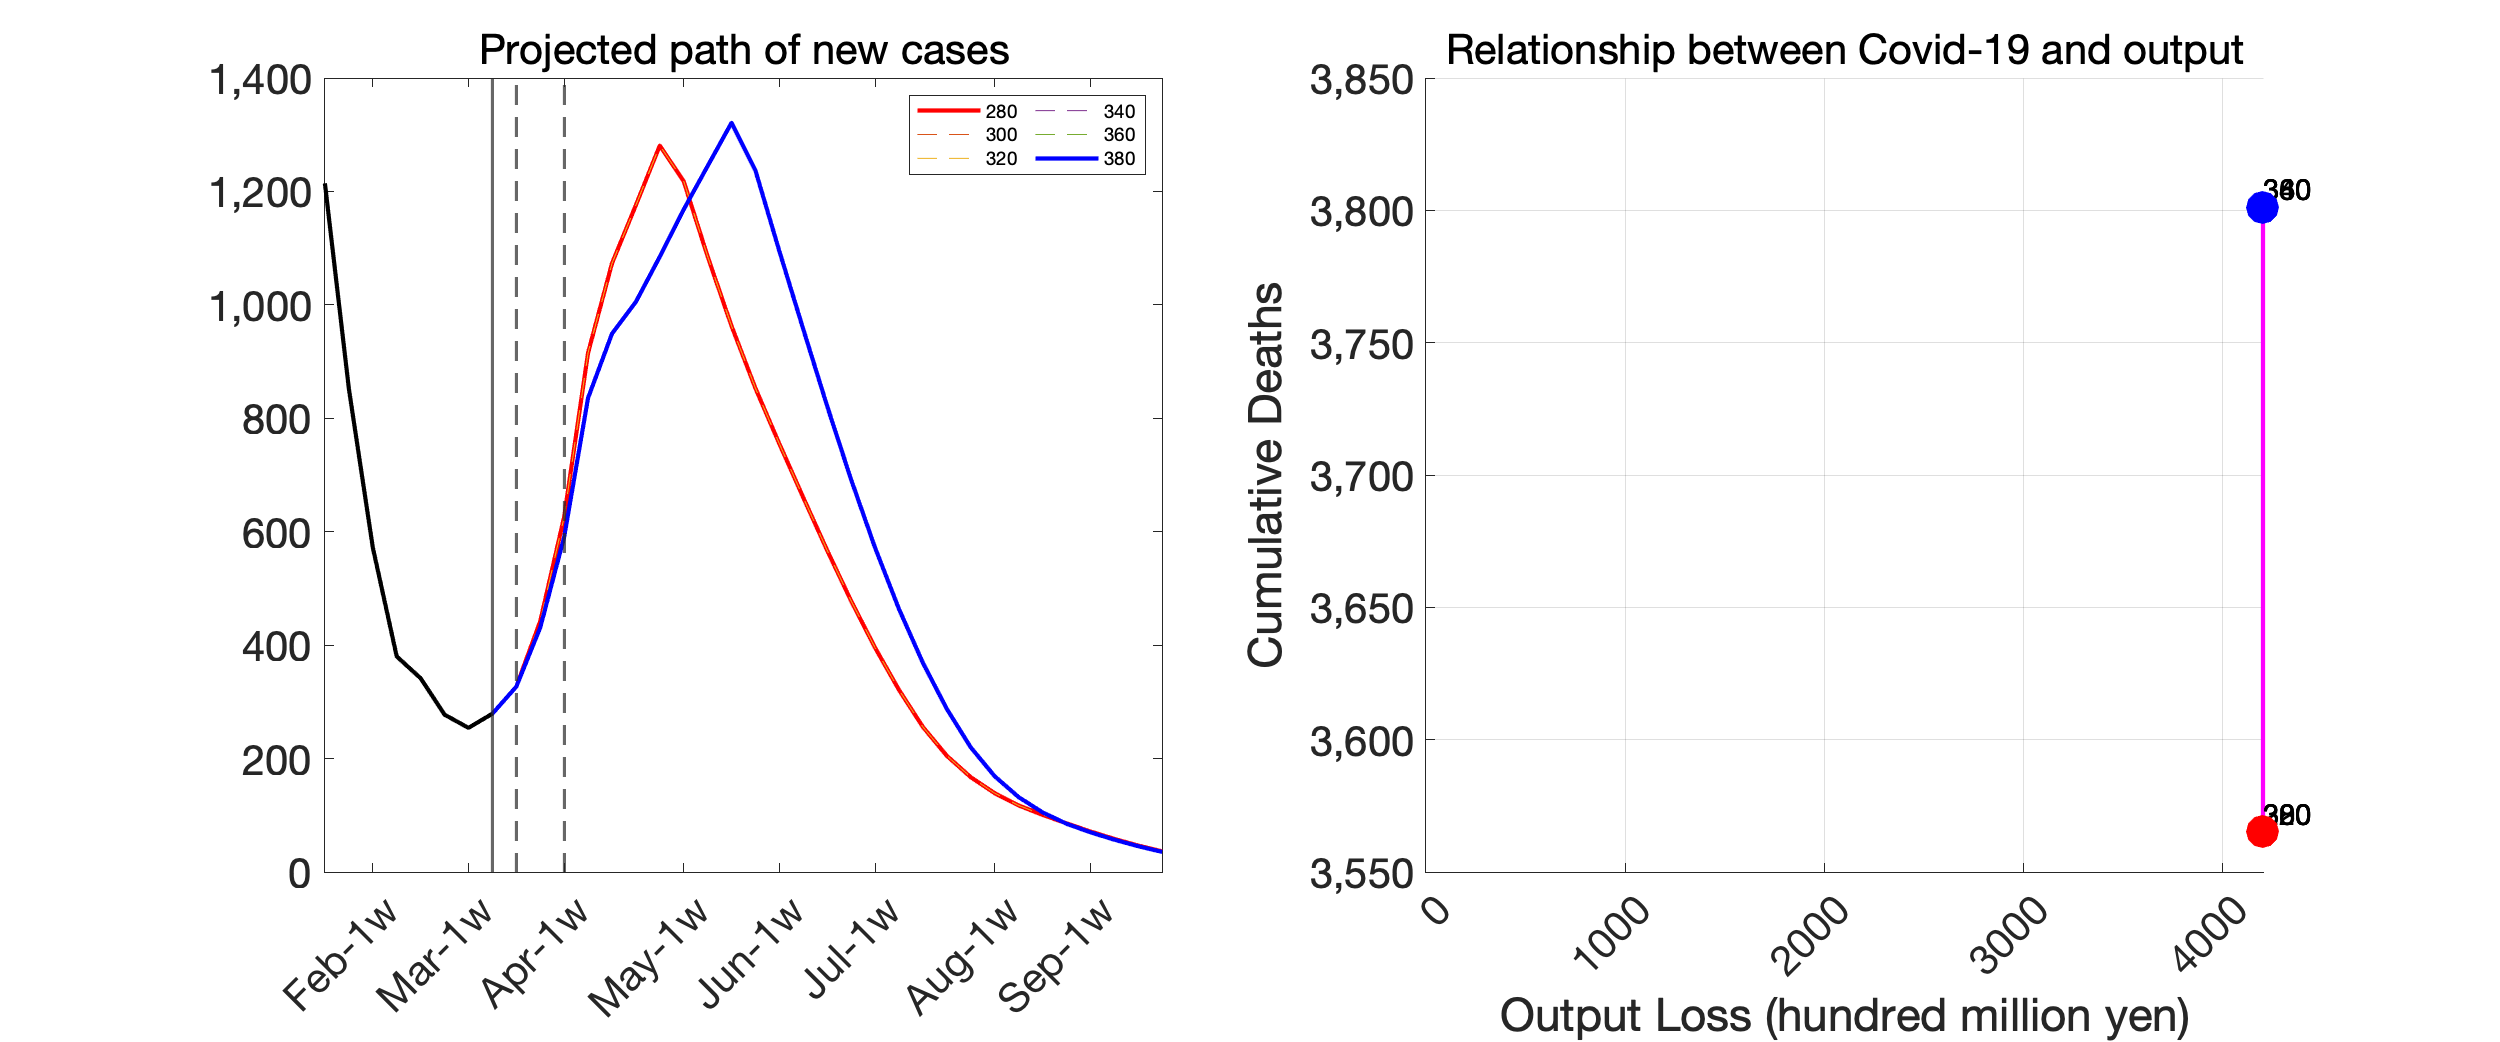 Projected path of new cases
1,400
1,200
1,000
800
600
400
200
0
280
300
320
340
360
380
Feb-1w
Mar-1w
Apr-1w
May-1w
Jun-1w
Jul-1w
Aug-1w
Sep-1w
Relationship between Covid-19 and output
Cumulative Deaths
3,850
3,800
3,750
3,700
3,650
3,600
3,550
0
1000
2000
3000
4000
Output Loss (hundred million yen)